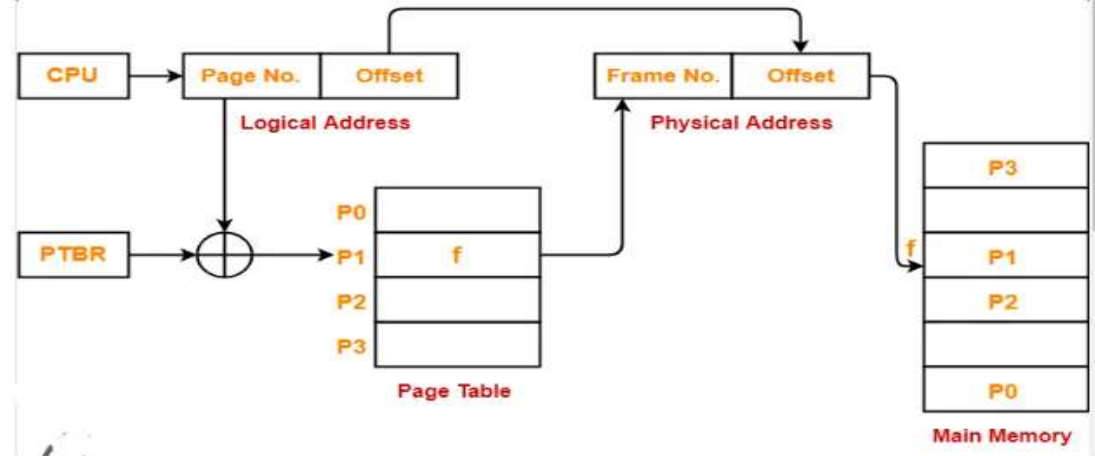 CPU
Page No.
Offset
Frame No.
Offset
Logical Address
Physical Address
P3
P0
PTBR
P1
f
f
P1
P2
P2
P3
Page Table
P0
Main Memory